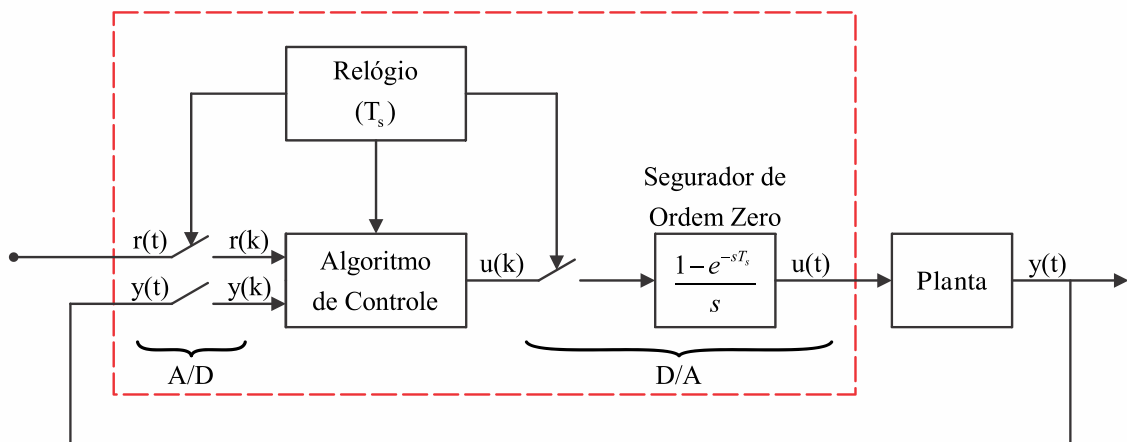 Relógio
(Tₛ)
Segurador de
Ordem Zero
r(t)
r(k)
y(t)
y(k)
Algoritmo
de Controle
u(k)
1−e^{−sTₛ}
s
u(t)
Planta
y(t)
A/D
D/A